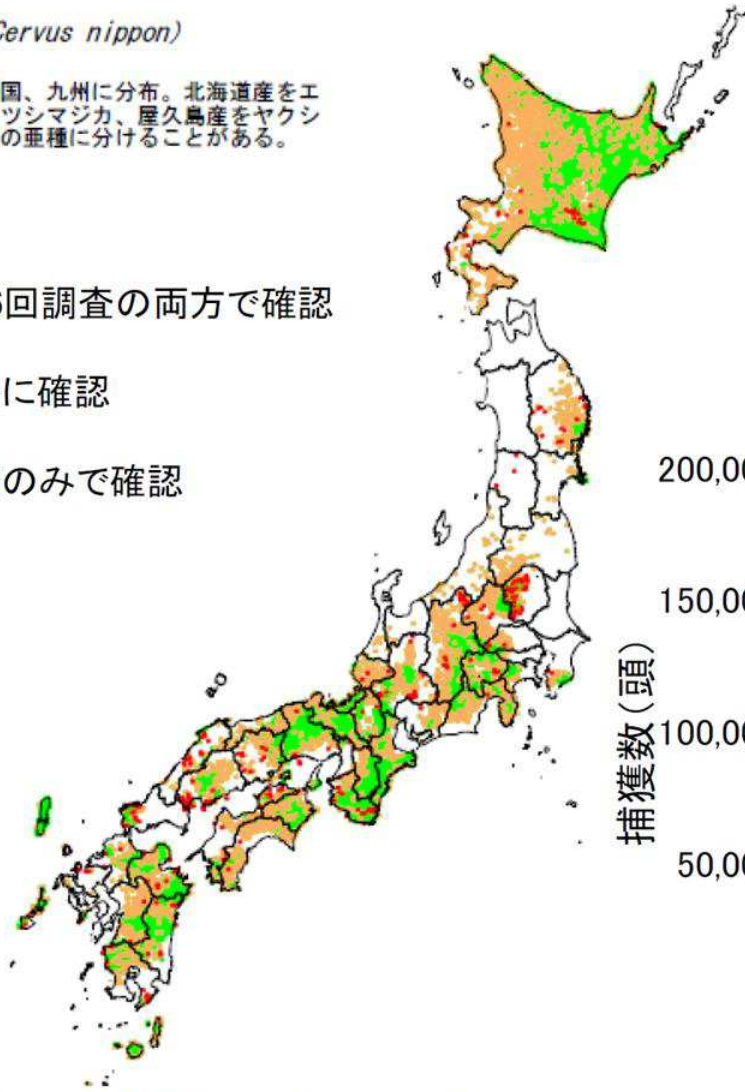 Cervus nippon)
国、九州に分布。北海道産をエ
ツシマジカ、屋久島産をヤクシ
の亜種に分けることがある。
回調査の両方で確認
に確認
のみで確認
200,00
150,00
100,00
50,00
捕獲数(頭)